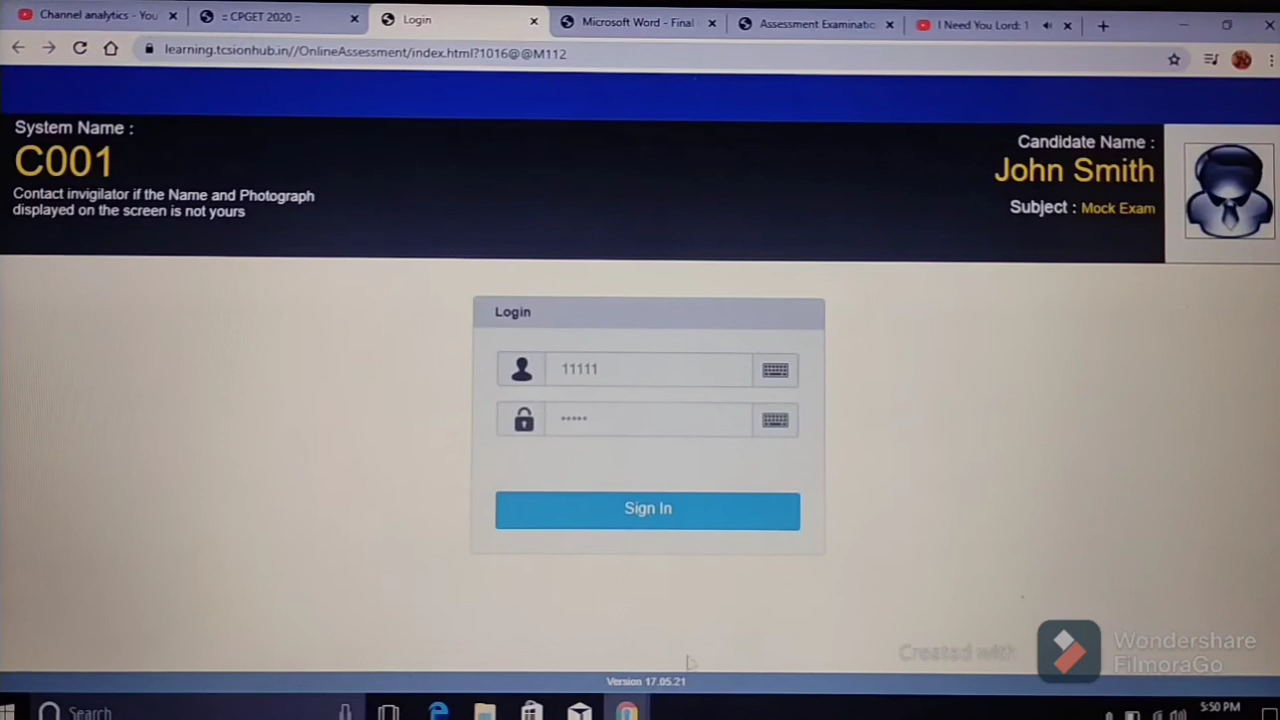 Channel analytics - You
:: CPGET 2020 ::
Login
Microsoft Word - Final
Assessment Examinatic
I Need You Lord: 1
learning.tcsionhub.in//OnlineAssessment/index.html?1016@@M112
System Name :
C001
Contact invigilator if the Name and Photograph
displayed on the screen is not yours
Candidate Name :
John Smith
Subject : Mock Exam
Login
11111
•••••
Sign In
Created with
Wondershare
FilmoraGo
Version 17.05.21
Search
5:50 PM